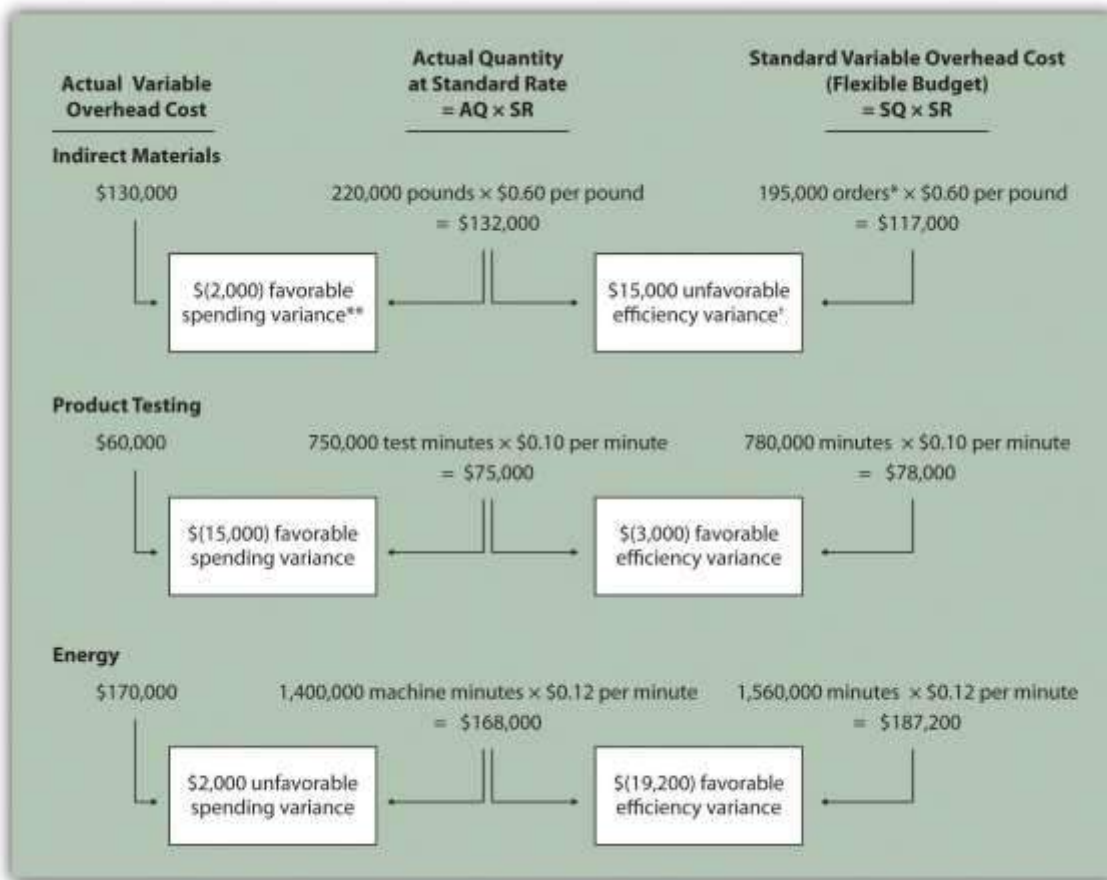 Actual Variable
Overhead Cost
Actual Quantity
at Standard Rate
= AQ × SR
Standard Variable Overhead Cost
(Flexible Budget)
= SQ × SR
Indirect Materials
$130,000
220,000 pounds × $0.60 per pound
= $132,000
195,000 orders* × $0.60 per pound
= $117,000
$(2,000) favorable
spending variance**
$15,000 unfavorable
efficiency variance†
Product Testing
$60,000
750,000 test minutes × $0.10 per minute
= $75,000
780,000 minutes × $0.10 per minute
= $78,000
$(15,000) favorable
spending variance
$(3,000) favorable
efficiency variance
Energy
$170,000
1,400,000 machine minutes × $0.12 per minute
= $168,000
1,560,000 minutes × $0.12 per minute
= $187,200
$2,000 unfavorable
spending variance
$(19,200) favorable
efficiency variance